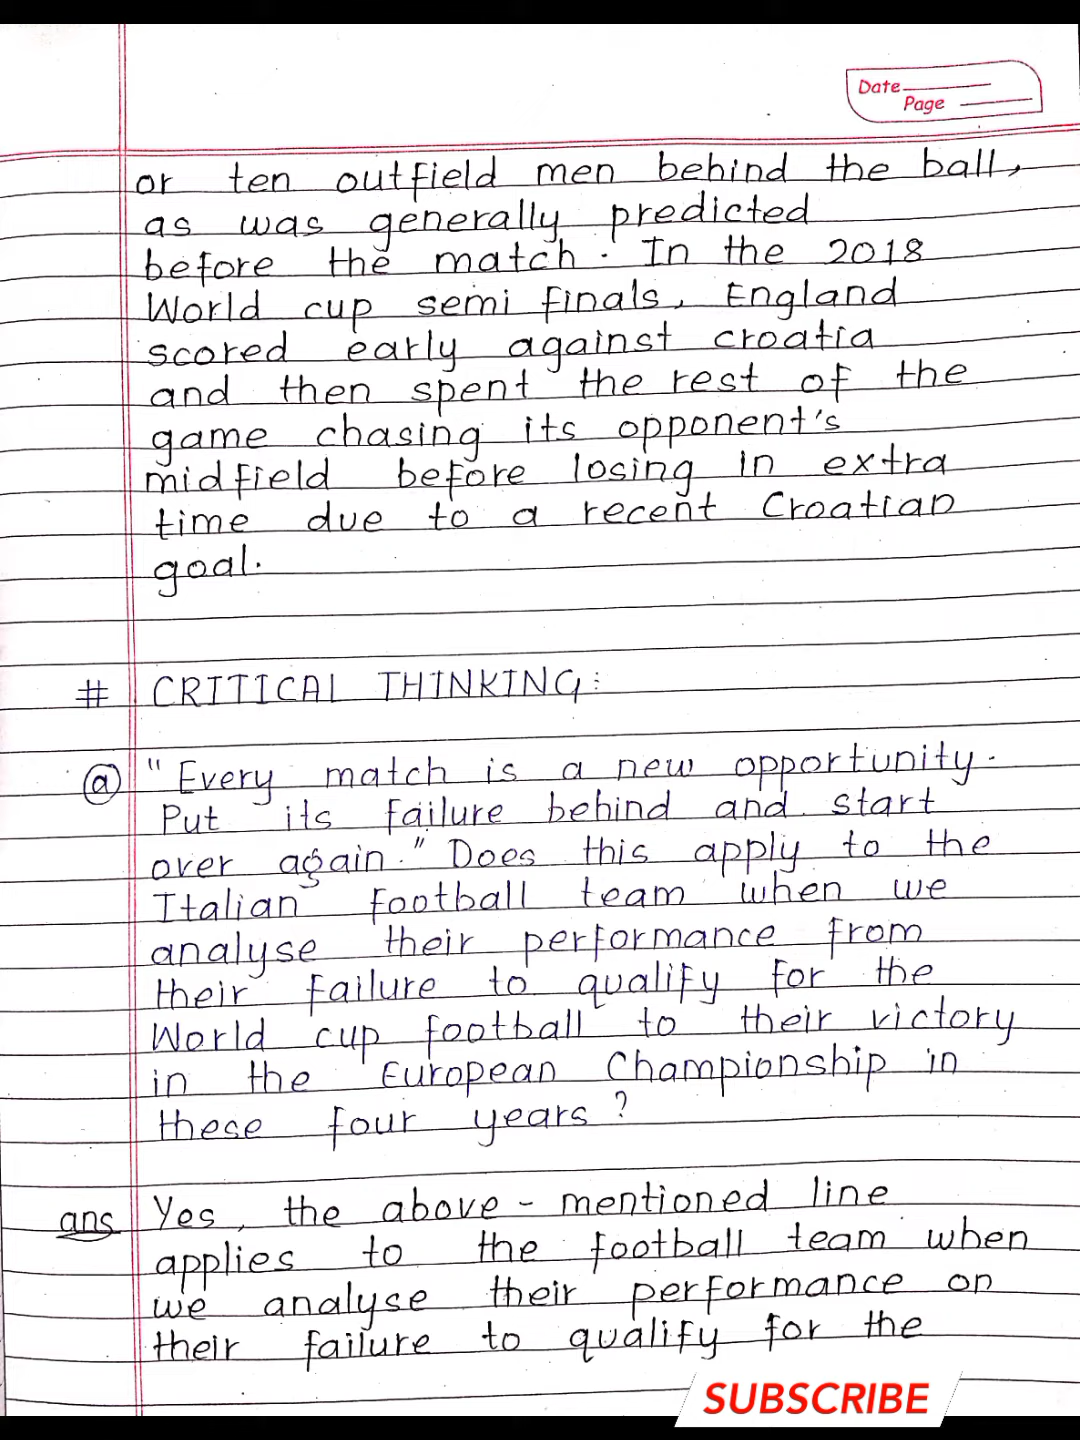 Date
Page
or ten outfield men behind the ball,
as was generally predicted
before the match. In the 2018
World cup semi finals, England
scored early against croatia
and then spent the rest of the
game chasing its opponent's
midfield before losing in extra
time due to a recent Croatian
goal.
# CRITICAL THINKING:
@ "Every match is a new opportunity.
Put its failure behind and start
over again." Does this apply to the
Italian football team when we
analyse their performance from
their failure to qualify for the
World cup football to their victory
in the European Championship in
these four years?
ans Yes, the above-mentioned line
applies to the football team when
we analyse their performance on
their failure to qualify for the
SUBSCRIBE